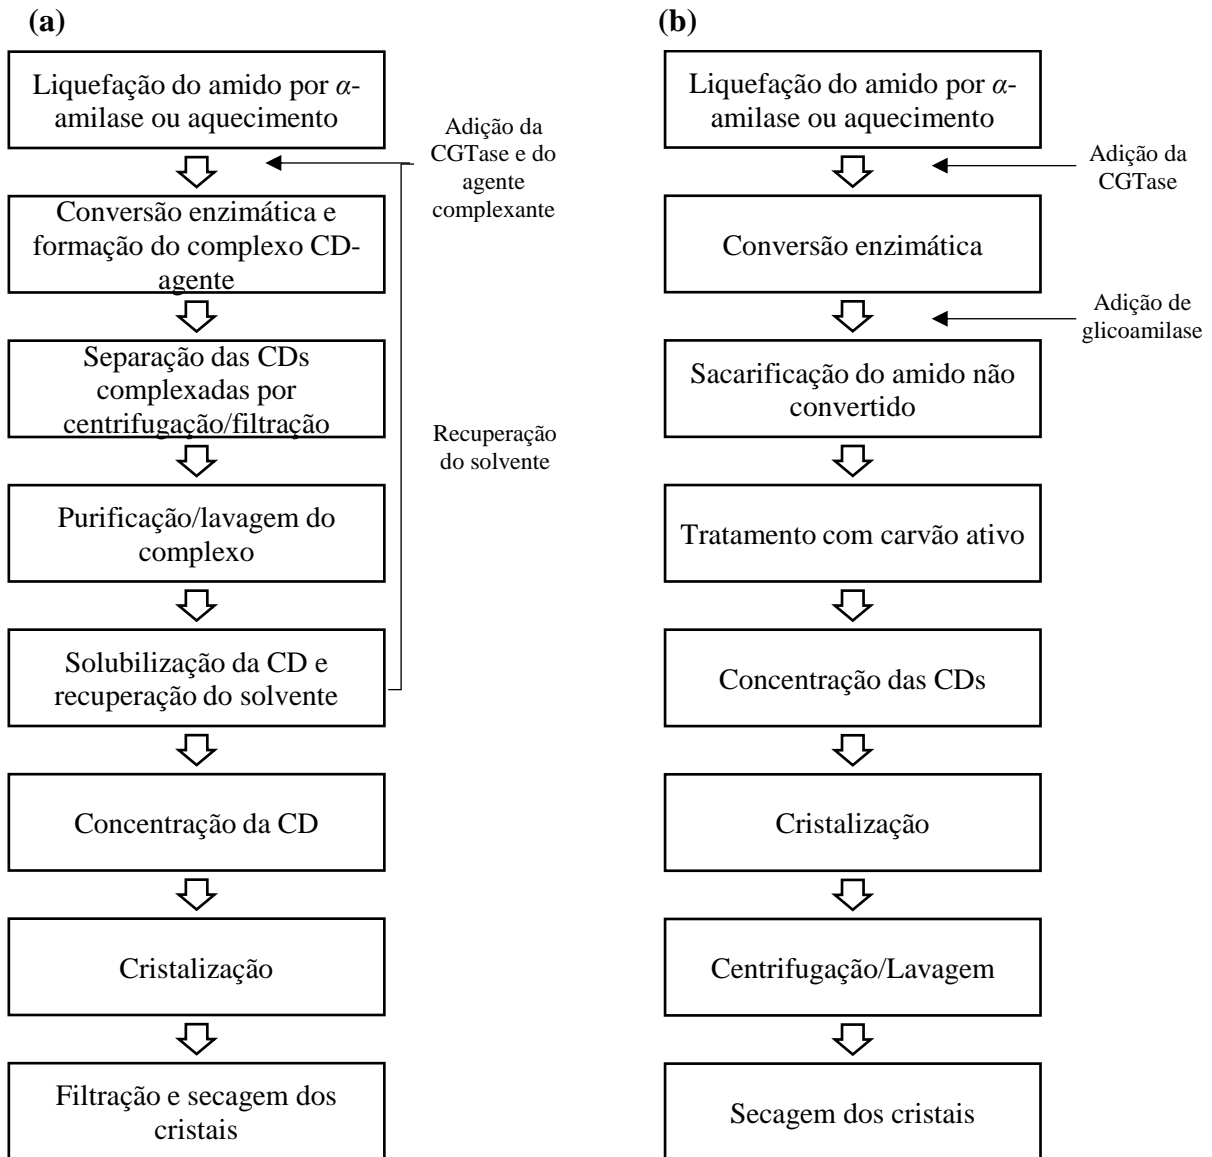 (a)
Liquefação do amido por α-
amilase ou aquecimento
Adição da
CGTase e do
agente
complexante
Conversão enzimática e
formação do complexo CD-
agente
Separação das CDs
complexadas por
centrifugação/filtração
Recuperação
do solvente
Purificação/lavagem do
complexo
Solubilização da CD e
recuperação do solvente
Concentração da CD
Cristalização
Filtração e secagem dos
cristais
(b)
Liquefação do amido por α-
amilase ou aquecimento
Adição da
CGTase
Conversão enzimática
Adição de
glicoamilase
Sacarificação do amido não
convertido
Tratamento com carvão ativo
Concentração das CDs
Cristalização
Centrifugação/Lavagem
Secagem dos cristais